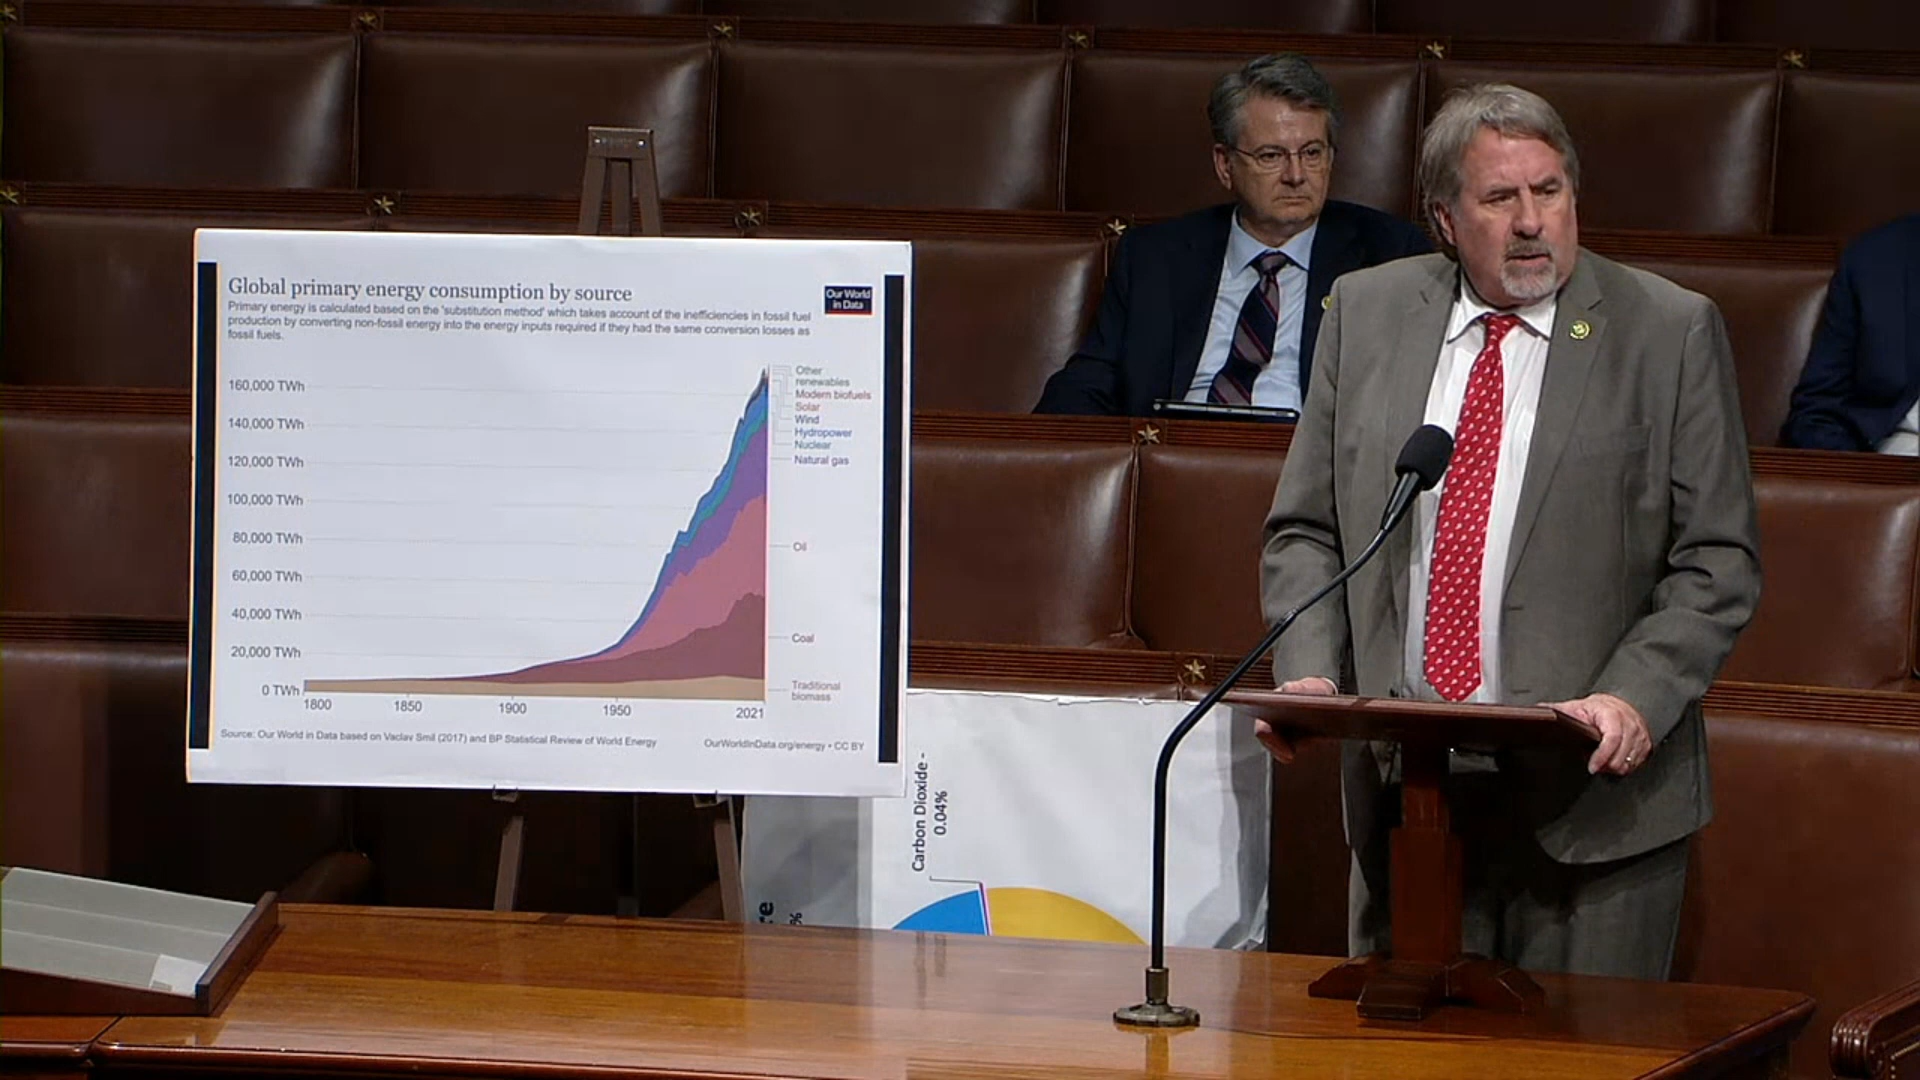 Global primary energy consumption by source
Our World
in Data
Primary energy is calculated based on the 'substitution method' which takes account of the inefficiencies in fossil fuel
production by converting non-fossil energy into the energy inputs required if they had the same conversion losses as
fossil fuels.
160,000 TWh
140,000 TWh
120,000 TWh
100,000 TWh
80,000 TWh
60,000 TWh
40,000 TWh
20,000 TWh
0 TWh
Other
renewables
Modern biofuels
Solar
Wind
Hydropower
Nuclear
Natural gas
Oil
Coal
Traditional
biomass
1800
1850
1900
1950
2021
Source: Our World in Data based on Vaclav Smil (2017) and BP Statistical Review of World Energy
OurWorldInData.org/energy • CC BY
Carbon Dioxide -
0.04%
re
%